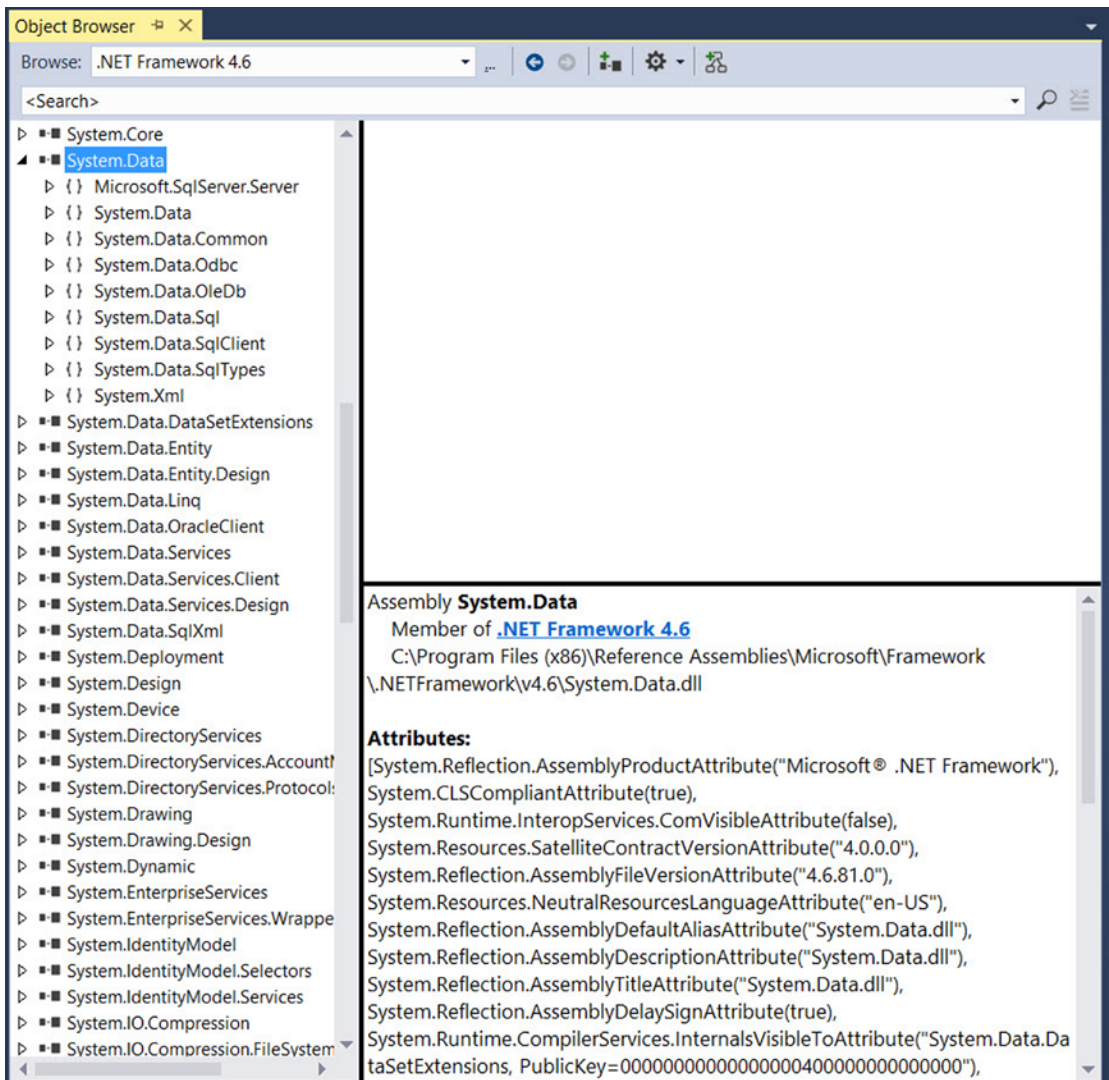 Object Browser
Browse: .NET Framework 4.6
<Search>
System.Core
System.Data
{ } Microsoft.SqlServer.Server
{ } System.Data
{ } System.Data.Common
{ } System.Data.Odbc
{ } System.Data.OleDb
{ } System.Data.Sql
{ } System.Data.SqlClient
{ } System.Data.SqlTypes
{ } System.Xml
System.Data.DataSetExtensions
System.Data.Entity
System.Data.Entity.Design
System.Data.Linq
System.Data.OracleClient
System.Data.Services
System.Data.Services.Client
System.Data.Services.Design
System.Data.SqlXml
System.Deployment
System.Design
System.Device
System.DirectoryServices
System.DirectoryServices.Account
System.DirectoryServices.Protocol
System.Drawing
System.Drawing.Design
System.Dynamic
System.EnterpriseServices
System.EnterpriseServices.Wrappe
System.IdentityModel
System.IdentityModel.Selectors
System.IdentityModel.Services
System.IO.Compression
System.IO.Compression.FileSystem
Assembly System.Data
Member of .NET Framework 4.6
C:\Program Files (x86)\Reference Assemblies\Microsoft\Framework
\.NETFramework\v4.6\System.Data.dll
Attributes:
[System.Reflection.AssemblyProductAttribute("Microsoft® .NET Framework"),
System.CLSCompliantAttribute(true),
System.Runtime.InteropServices.ComVisibleAttribute(false),
System.Resources.SatelliteContractVersionAttribute("4.0.0.0"),
System.Reflection.AssemblyFileVersionAttribute("4.6.81.0"),
System.Resources.NeutralResourcesLanguageAttribute("en-US"),
System.Reflection.AssemblyDefaultAliasAttribute("System.Data.dll"),
System.Reflection.AssemblyDescriptionAttribute("System.Data.dll"),
System.Reflection.AssemblyTitleAttribute("System.Data.dll"),
System.Reflection.AssemblyDelaySignAttribute(true),
System.Runtime.CompilerServices.InternalsVisibleToAttribute("System.Data.Da
taSetExtensions, PublicKey=00000000000000000400000000000000"),